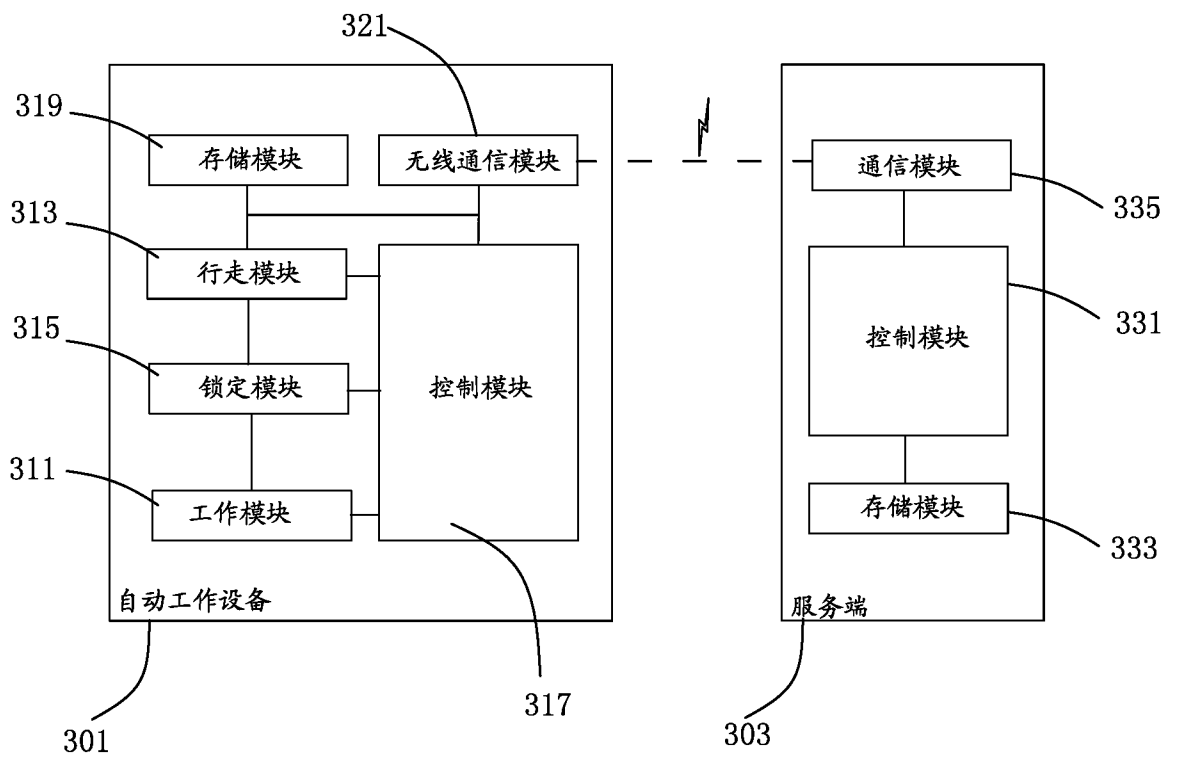 321
319
存储模块
无线通信模块
通信模块
335
313
行走模块
控制模块
331
315
锁定模块
控制模块
311
工作模块
存储模块
333
自动工作设备
服务端
317
301
303